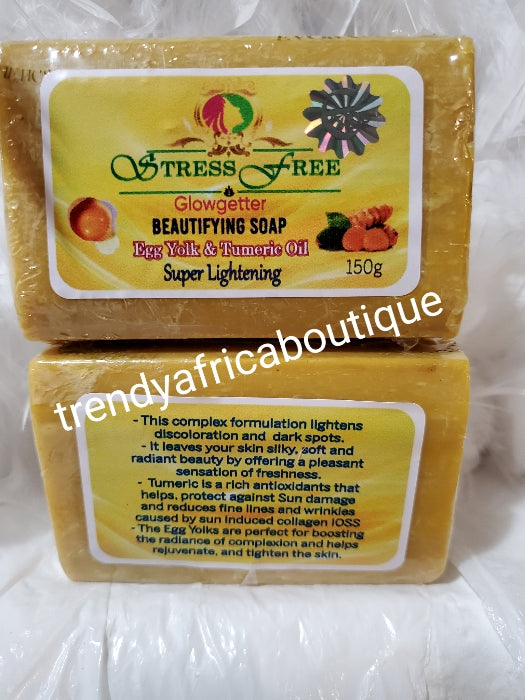 STRESS FREE
Glowgetter
BEAUTIFYING SOAP
Egg Yolk & Tumeric Oil
Super Lightening
150g
trendyafricaboutique
- This complex formulation lightens
discoloration and dark spots.
- It leaves your skin silky, soft and
radiant beauty by offering a pleasant
sensation of freshness.
- Tumeric is a rich antioxidants that
helps, protect against Sun damage
and reduces fine lines and wrinkles
caused by sun induced collagen lOSS
- The Egg Yolks are perfect for boosting
the radiance of complexion and helps
rejuvenate, and tighten the skin.